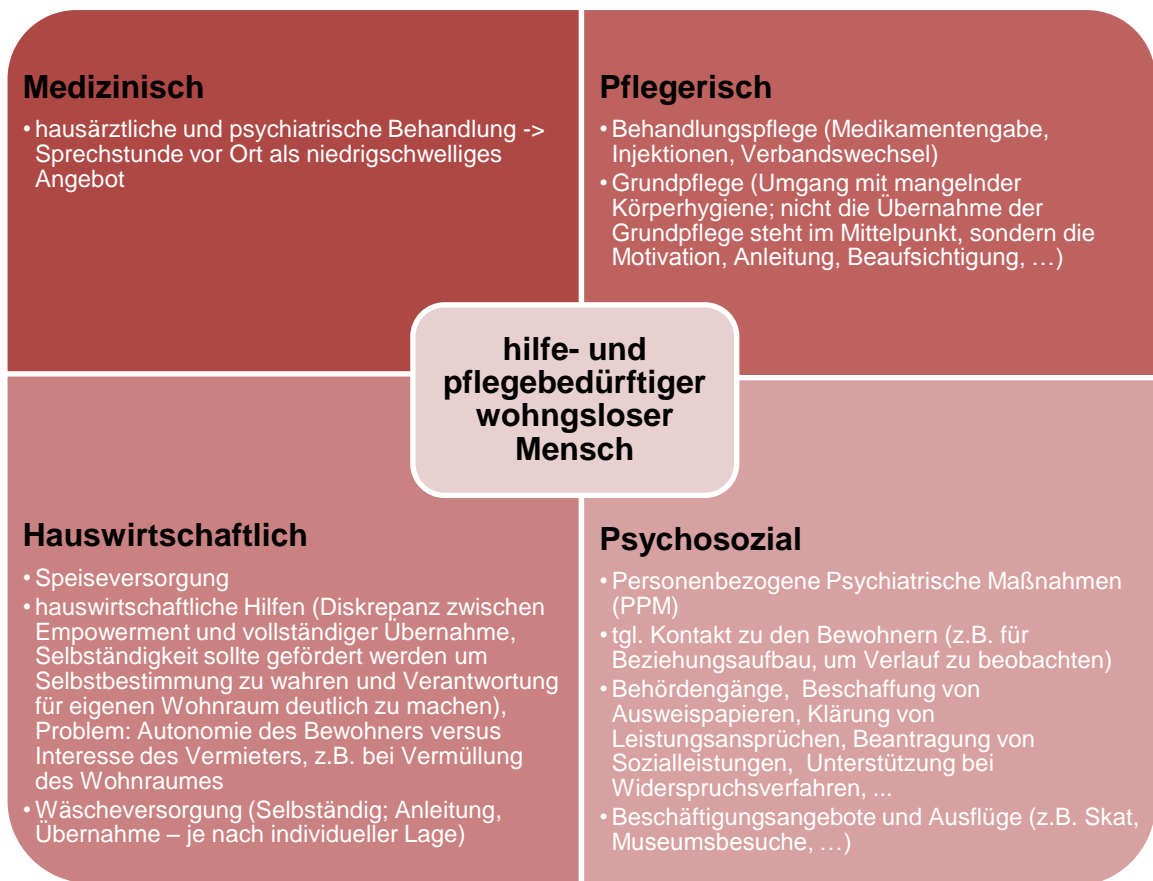 Medizinisch
• hausärztliche und psychiatrische Behandlung ->
Sprechstunde vor Ort als niedrigschwelliges
Angebot
Pflegerisch
• Behandlungspflege (Medikamentengabe,
Injektionen, Verbandswechsel)
• Grundpflege (Umgang mit mangelnder
Körperhygiene; nicht die Übernahme der
Grundpflege steht im Mittelpunkt, sondern die
Motivation, Anleitung, Beaufsichtigung, …)
hilfe- und
pflegebedürftiger
wohngsloser
Mensch
Hauswirtschaftlich
• Speiseversorgung
• hauswirtschaftliche Hilfen (Diskrepanz zwischen
Empowerment und vollständiger Übernahme,
Selbständigkeit sollte gefördert werden um
Selbstbestimmung zu wahren und Verantwortung
für eigenen Wohnraum deutlich zu machen),
Problem: Autonomie des Bewohners versus
Interesse des Vermieters, z.B. bei Vermüllung
des Wohnraumes
• Wäscheversorgung (Selbständig; Anleitung,
Übernahme – je nach individueller Lage)
Psychosozial
• Personenbezogene Psychiatrische Maßnahmen
(PPM)
• tgl. Kontakt zu den Bewohnern (z.B. für
Beziehungsaufbau, um Verlauf zu beobachten)
• Behördengänge, Beschaffung von
Ausweispapieren, Klärung von
Leistungsansprüchen, Beantragung von
Sozialleistungen, Unterstützung bei
Widerspruchsverfahren, ...
• Beschäftigungsangebote und Ausflüge (z.B. Skat,
Museumsbesuche, …)